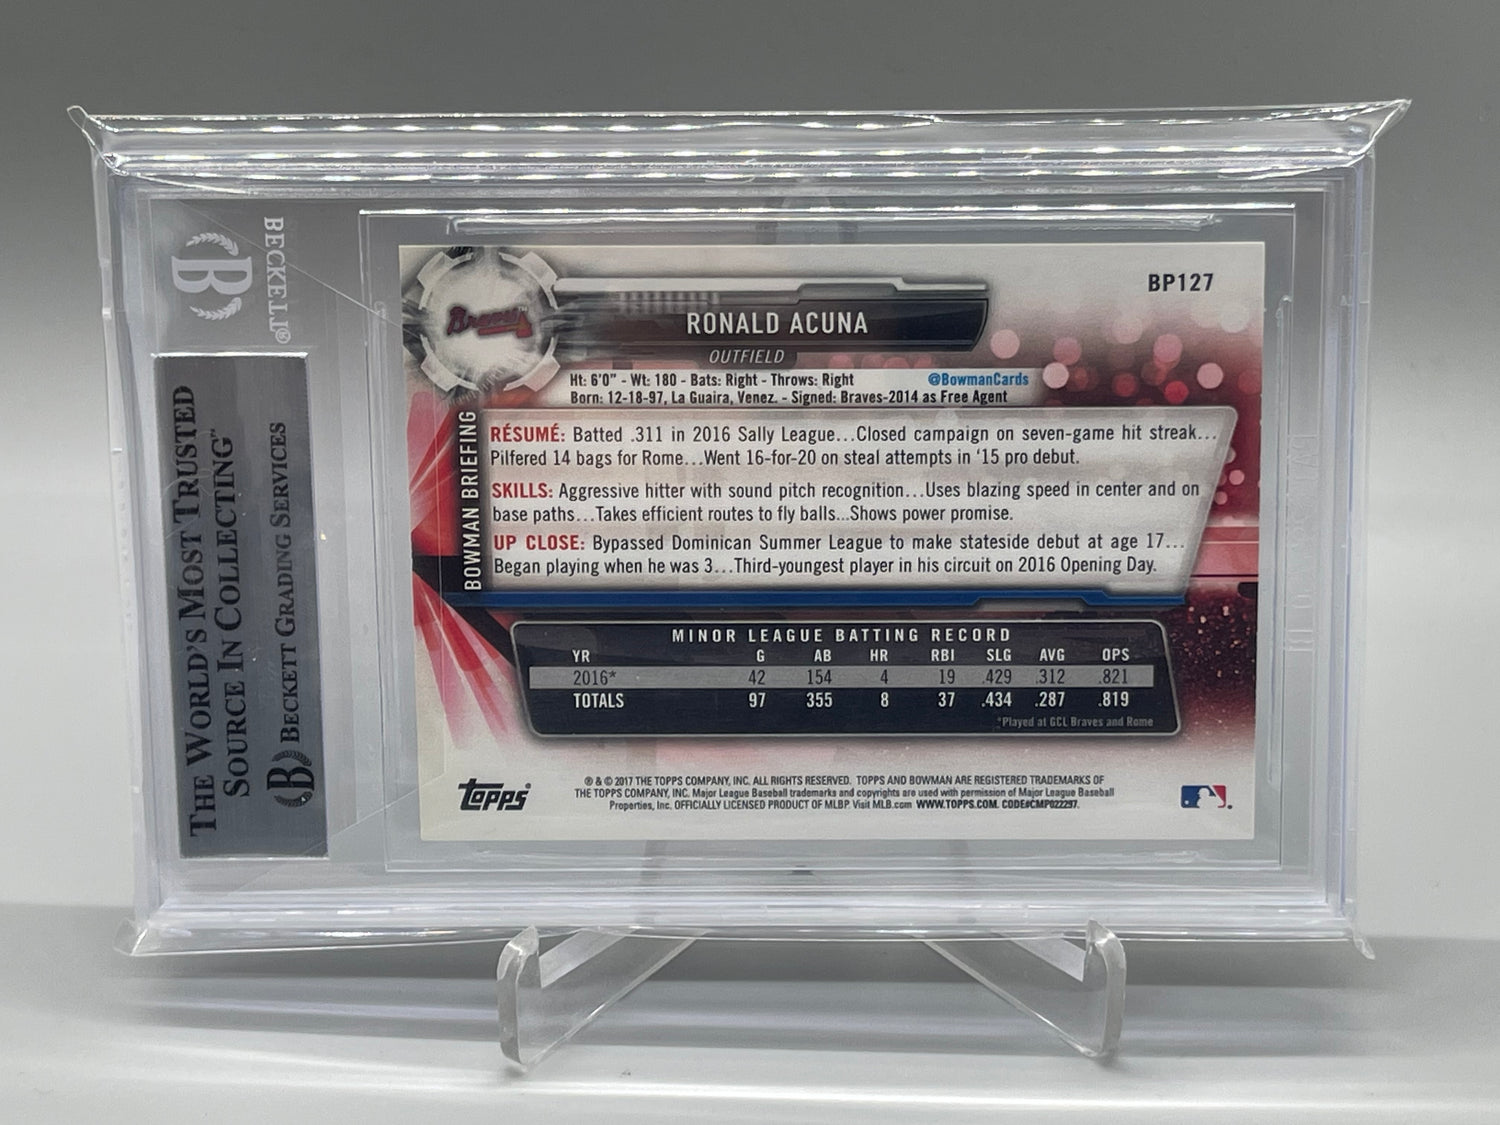 BECKETT®
B
THE WORLD'S MOST TRUSTED
SOURCE IN COLLECTING™
B BECKETT GRADING SERVICES
BP127
Braves
RONALD ACUNA
OUTFIELD
Ht: 6'0" - Wt: 180 - Bats: Right - Throws: Right @BowmanCards
Born: 12-18-97, La Guaira, Venez. - Signed: Braves-2014 as Free Agent
BOWMAN BRIEFING
RÉSUMÉ: Batted .311 in 2016 Sally League...Closed campaign on seven-game hit streak...
Pilfered 14 bags for Rome...Went 16-for-20 on steal attempts in '15 pro debut.
SKILLS: Aggressive hitter with sound pitch recognition...Uses blazing speed in center and on
base paths...Takes efficient routes to fly balls...Shows power promise.
UP CLOSE: Bypassed Dominican Summer League to make stateside debut at age 17...
Began playing when he was 3...Third-youngest player in his circuit on 2016 Opening Day.
MINOR LEAGUE BATTING RECORD
YR G AB HR RBI SLG AVG OPS
2016* 42 154 4 19 .429 .312 .821
TOTALS 97 355 8 37 .434 .287 .819
*Played at GCL Braves and Rome
topps
® & © 2017 THE TOPPS COMPANY, INC. ALL RIGHTS RESERVED. TOPPS AND BOWMAN ARE REGISTERED TRADEMARKS OF
THE TOPPS COMPANY, INC. Major League Baseball trademarks and copyrights are used with permission of Major League Baseball
Properties, Inc. OFFICIALLY LICENSED PRODUCT OF MLBP. Visit MLB.com WWW.TOPPS.COM. CODE#CMP022297.